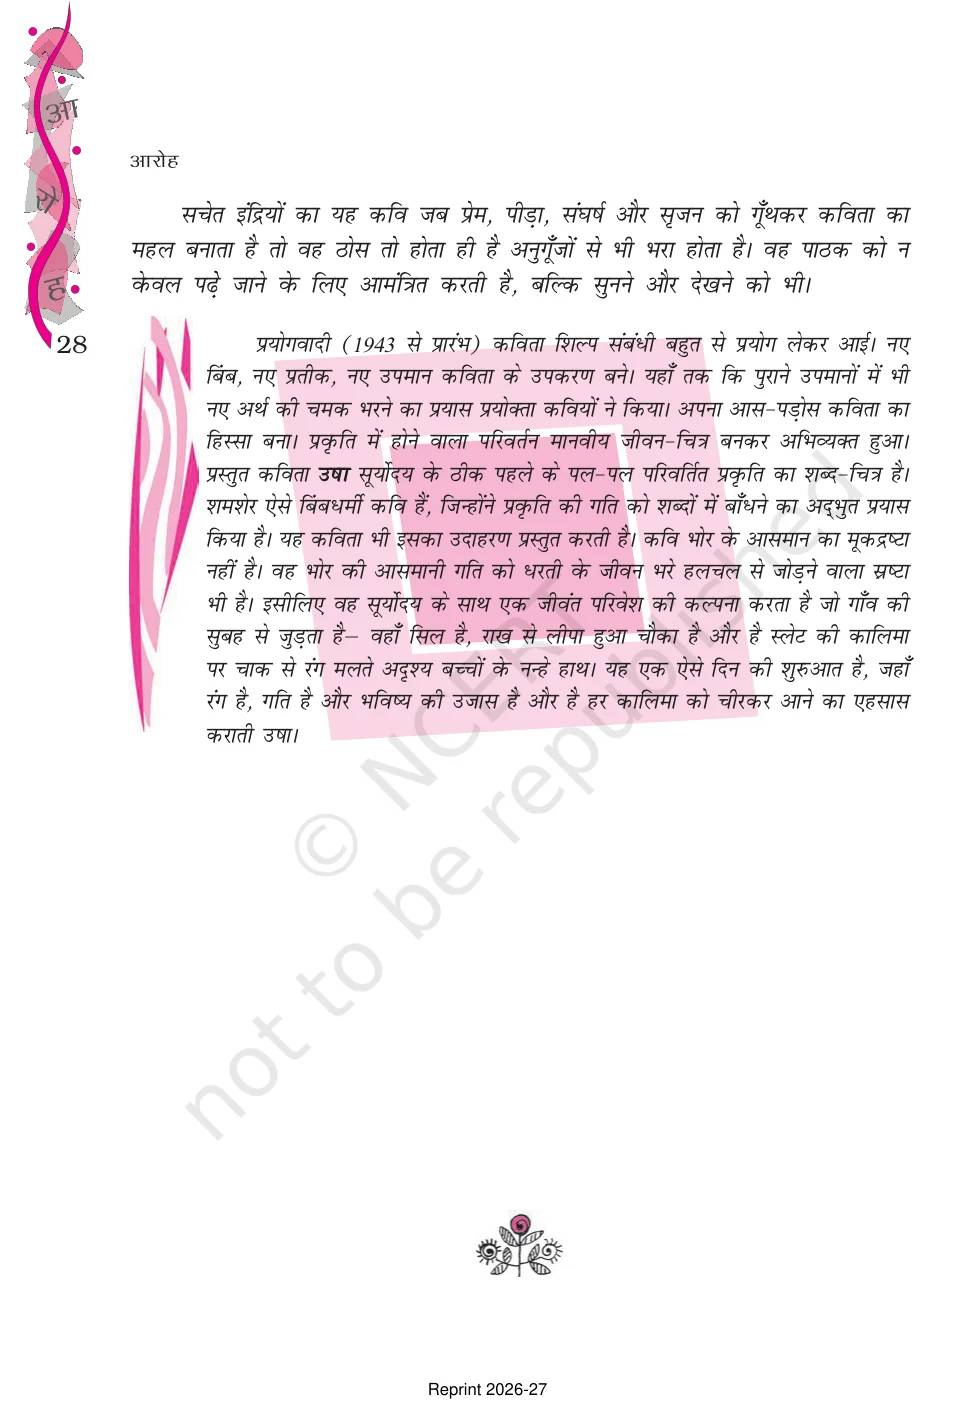 आ
रो
ह
आरोह
सचेत इंद्रियों का यह कवि जब प्रेम, पीड़ा, संघर्ष और सृजन को गूँथकर कविता का
महल बनाता है तो वह ठोस तो होता ही है अनुगूँजों से भी भरा होता है। वह पाठक को न
केवल पढ़े जाने के लिए आमंत्रित करती है, बल्कि सुनने और देखने को भी।
28
प्रयोगवादी (1943 से प्रारंभ) कविता शिल्प संबंधी बहुत से प्रयोग लेकर आई। नए
बिंब, नए प्रतीक, नए उपमान कविता के उपकरण बने। यहाँ तक कि पुराने उपमानों में भी
नए अर्थ की चमक भरने का प्रयास प्रयोक्ता कवियों ने किया। अपना आस-पड़ोस कविता का
हिस्सा बना। प्रकृति में होने वाला परिवर्तन मानवीय जीवन-चित्र बनकर अभिव्यक्त हुआ।
प्रस्तुत कविता उषा सूर्योदय के ठीक पहले के पल-पल परिवर्तित प्रकृति का शब्द-चित्र है।
शमशेर ऐसे बिंबधर्मी कवि हैं, जिन्होंने प्रकृति की गति को शब्दों में बाँधने का अद्भुत प्रयास
किया है। यह कविता भी इसका उदाहरण प्रस्तुत करती है। कवि भोर के आसमान का मूकद्रष्टा
नहीं है। वह भोर की आसमानी गति को धरती के जीवन भरे हलचल से जोड़ने वाला स्रष्टा
भी है। इसीलिए वह सूर्योदय के साथ एक जीवंत परिवेश की कल्पना करता है जो गाँव की
सुबह से जुड़ता है– वहाँ सिल है, राख से लीपा हुआ चौका है और है स्लेट की कालिमा
पर चाक से रंग मलते अदृश्य बच्चों के नन्हे हाथ। यह एक ऐसे दिन की शुरुआत है, जहाँ
रंग है, गति है और भविष्य की उजास है और है हर कालिमा को चीरकर आने का एहसास
कराती उषा।
© NCERT
not to be republished
Reprint 2026-27